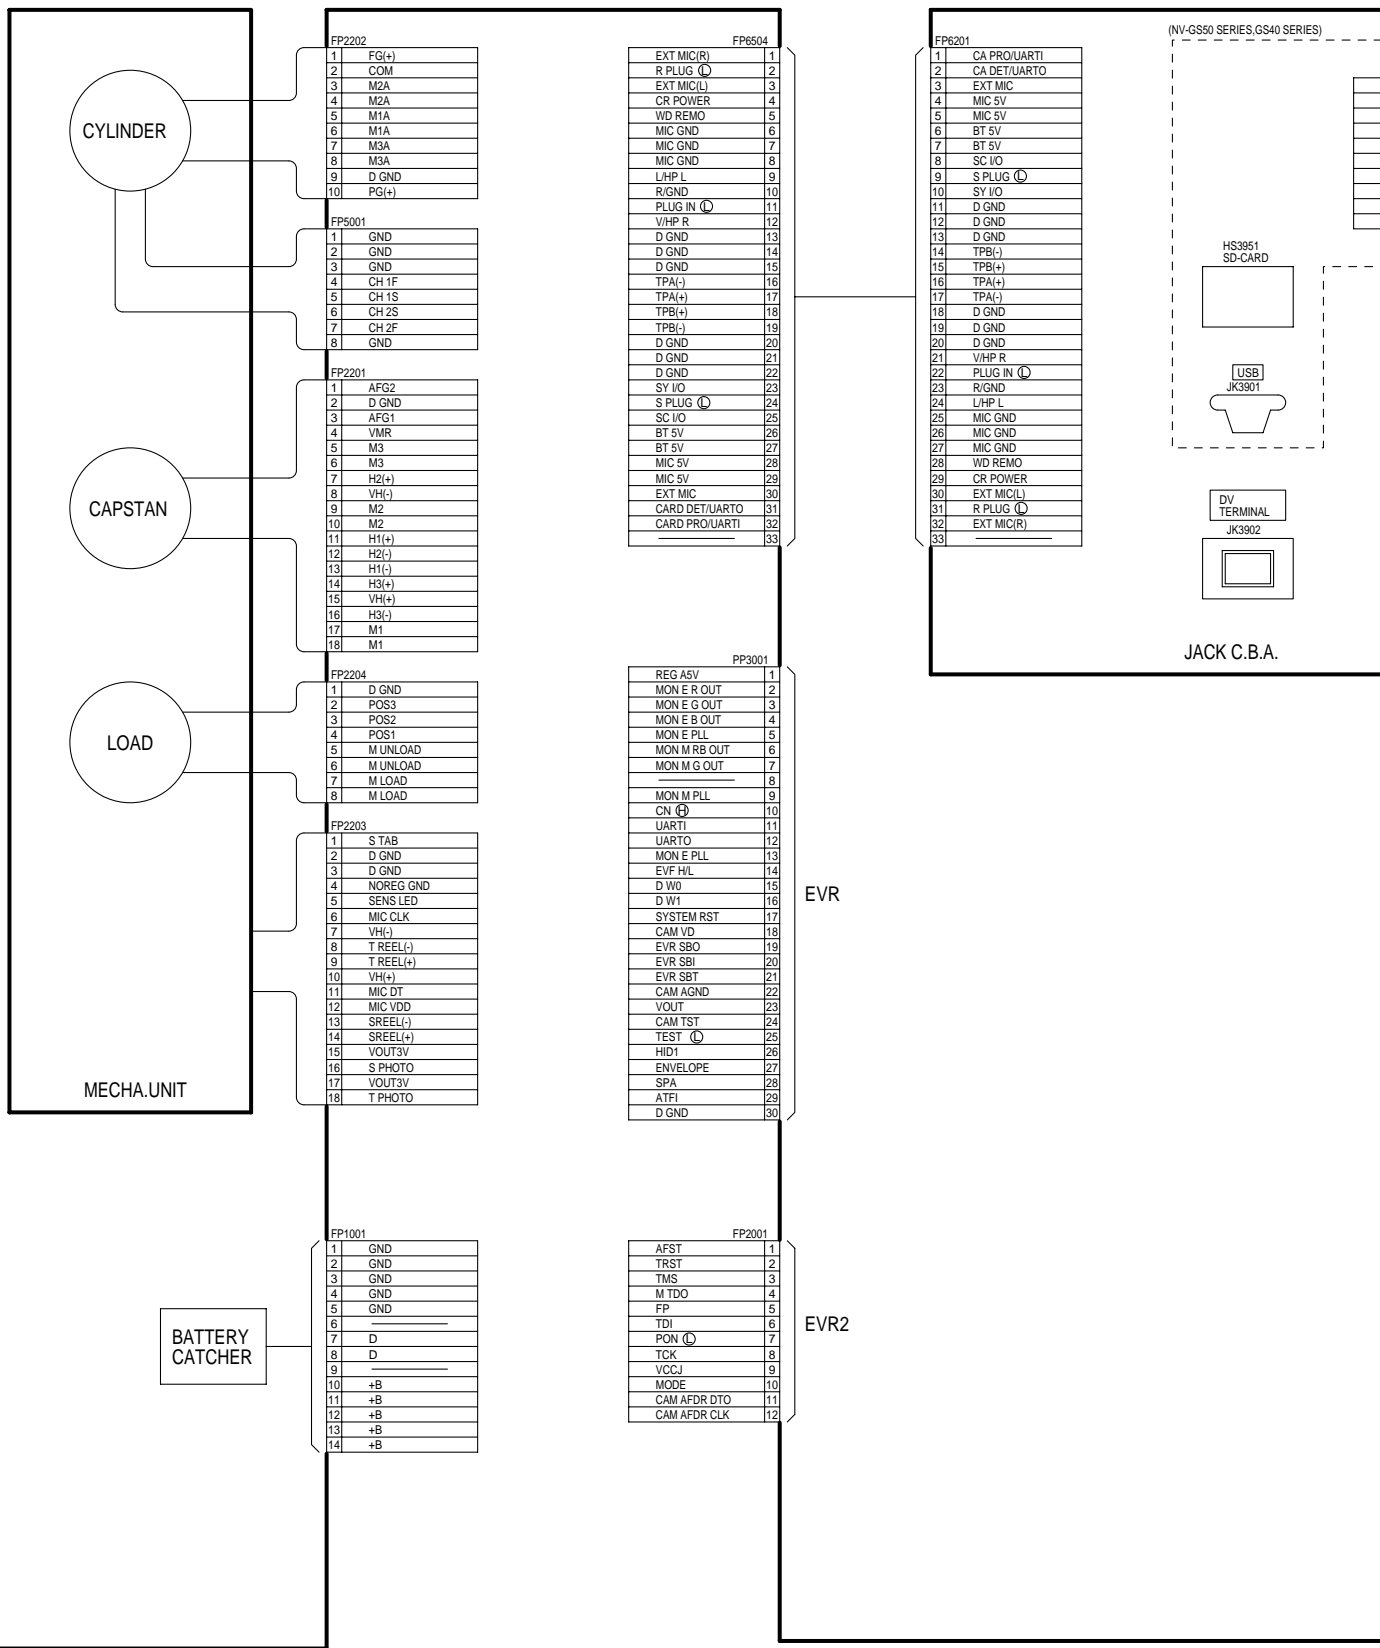 CYLINDER
CAPSTAN
LOAD
MECHA.UNIT
BATTERY
CATCHER
FP2202
1 FG(+)
2 COM
3 M2A
4 M2A
5 M1A
6 M1A
7 M3A
8 M3A
9 D GND
10 PG(+)
FP5001
1 GND
2 GND
3 GND
4 CH 1F
5 CH 1S
6 CH 2S
7 CH 2F
8 GND
FP2201
1 AFG2
2 D GND
3 AFG1
4 VMR
5 M3
6 M3
7 H2(+)
8 VH(-)
9 M2
10 M2
11 H1(+)
12 H2(-)
13 H1(-)
14 H3(+)
15 VH(+)
16 H3(-)
17 M1
18 M1
FP2204
1 D GND
2 POS3
3 POS2
4 POS1
5 M UNLOAD
6 M UNLOAD
7 M LOAD
8 M LOAD
FP2203
1 S TAB
2 D GND
3 D GND
4 NOREG GND
5 SENS LED
6 MIC CLK
7 VH(-)
8 T REEL(-)
9 T REEL(+)
10 VH(+)
11 MIC DT
12 MIC VDD
13 SREEL(-)
14 SREEL(+)
15 VOUT3V
16 S PHOTO
17 VOUT3V
18 T PHOTO
FP1001
1 GND
2 GND
3 GND
4 GND
5 GND
6
7 D
8 D
9
10 +B
11 +B
12 +B
13 +B
14 +B
FP6504
EXT MIC(R) 1
R PLUG Ⓛ 2
EXT MIC(L) 3
CR POWER 4
WD REMO 5
MIC GND 6
MIC GND 7
MIC GND 8
L/HP L 9
R/GND 10
PLUG IN Ⓛ 11
V/HP R 12
D GND 13
D GND 14
D GND 15
TPA(-) 16
TPA(+) 17
TPB(+) 18
TPB(-) 19
D GND 20
D GND 21
D GND 22
SY I/O 23
S PLUG Ⓛ 24
SC I/O 25
BT 5V 26
BT 5V 27
MIC 5V 28
MIC 5V 29
EXT MIC 30
CARD DET/UARTO 31
CARD PRO/UARTI 32
33
PP3001
REG A5V 1
MON E R OUT 2
MON E G OUT 3
MON E B OUT 4
MON E PLL 5
MON M RB OUT 6
MON M G OUT 7
8
MON M PLL 9
CN Ⓗ 10
UARTI 11
UARTO 12
MON E PLL 13
EVF H/L 14
D W0 15
D W1 16
SYSTEM RST 17
CAM VD 18
EVR SBO 19
EVR SBI 20
EVR SBT 21
CAM AGND 22
VOUT 23
CAM TST 24
TEST Ⓛ 25
HID1 26
ENVELOPE 27
SPA 28
ATFI 29
D GND 30
EVR
FP2001
AFST 1
TRST 2
TMS 3
M TDO 4
FP 5
TDI 6
PON Ⓛ 7
TCK 8
VCCJ 9
MODE 10
CAM AFDR DTO 11
CAM AFDR CLK 12
EVR2
FP6201
1 CA PRO/UARTI
2 CA DET/UARTO
3 EXT MIC
4 MIC 5V
5 MIC 5V
6 BT 5V
7 BT 5V
8 SC I/O
9 S PLUG Ⓛ
10 SY I/O
11 D GND
12 D GND
13 D GND
14 TPB(-)
15 TPB(+)
16 TPA(+)
17 TPA(-)
18 D GND
19 D GND
20 D GND
21 V/HP R
22 PLUG IN Ⓛ
23 R/GND
24 L/HP L
25 MIC GND
26 MIC GND
27 MIC GND
28 WD REMO
29 CR POWER
30 EXT MIC(L)
31 R PLUG Ⓛ
32 EXT MIC(R)
33
(NV-GS50 SERIES,GS40 SERIES)
HS3951
SD-CARD
USB
JK3901
DV
TERMINAL
JK3902
JACK C.B.A.